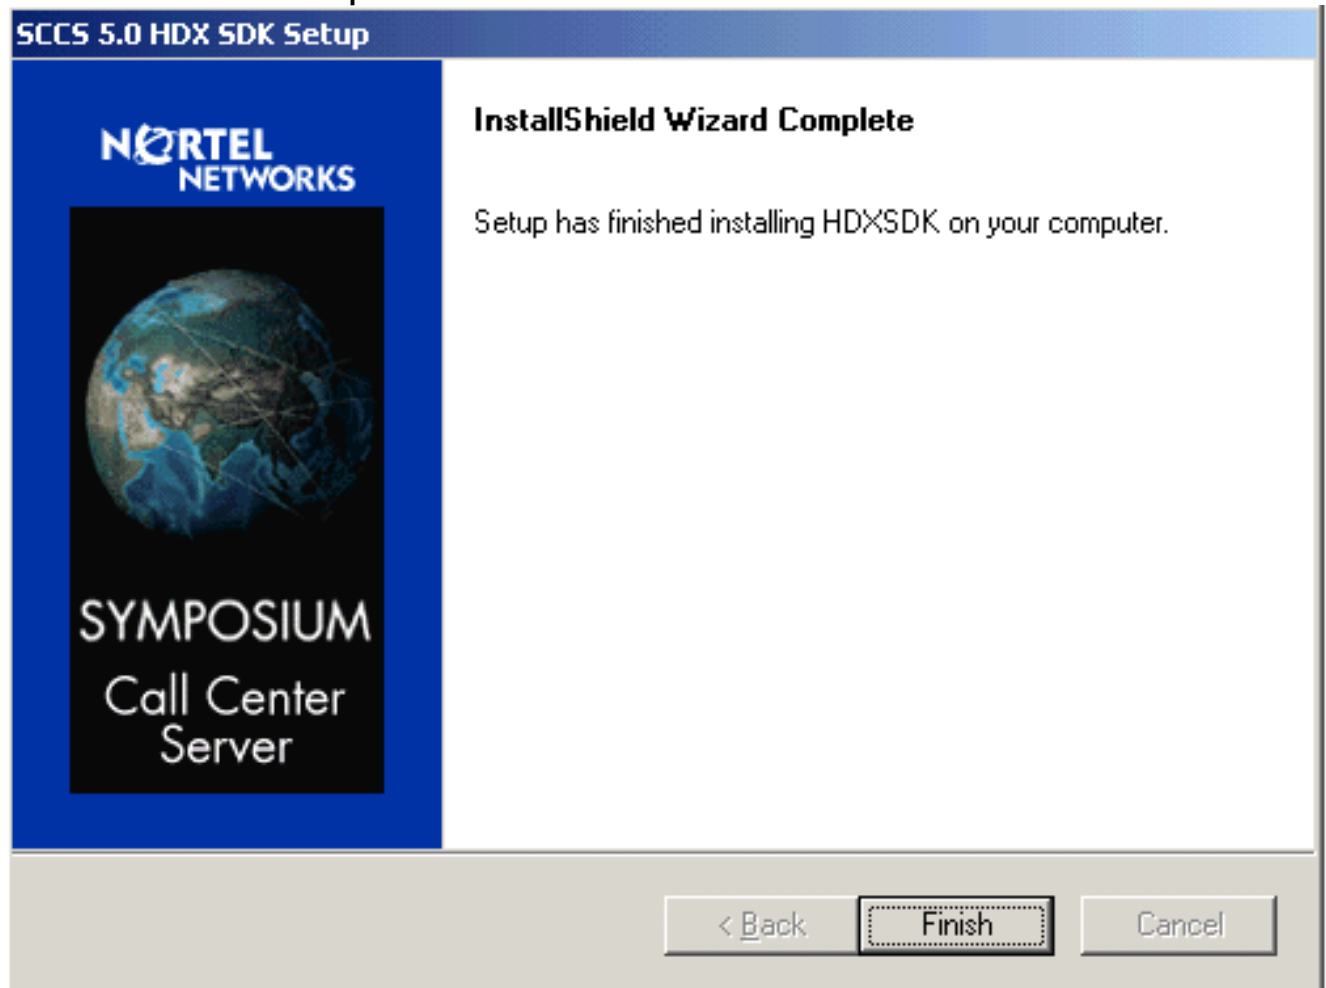 SCCS 5.0 HDX SDK Setup
NORTEL
NETWORKS
SYMPOSIUM
Call Center
Server
InstallShield Wizard Complete
Setup has finished installing HDXSDK on your computer.
< Back
Finish
Cancel